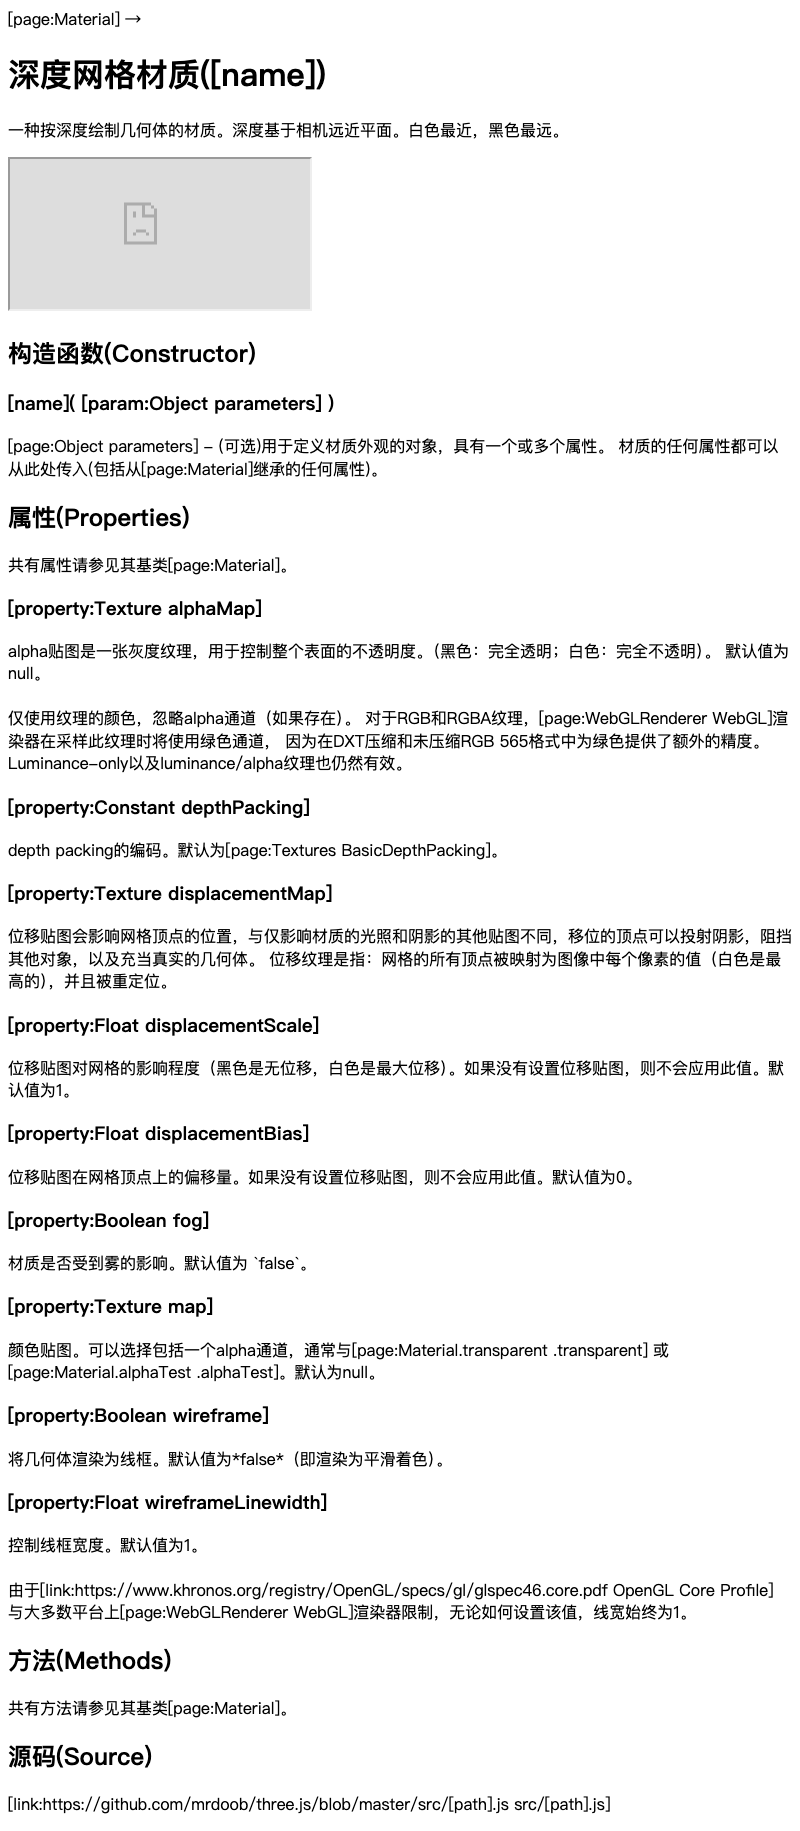 [page:Material] →
深度网格材质([name])
一种按深度绘制几何体的材质。深度基于相机远近平面。白色最近，黑色最远。
构造函数(Constructor)
[name]( [param:Object parameters] )
[page:Object parameters] - (可选)用于定义材质外观的对象，具有一个或多个属性。 材质的任何属性都可以
从此处传入(包括从[page:Material]继承的任何属性)。
属性(Properties)
共有属性请参见其基类[page:Material]。
[property:Texture alphaMap]
alpha贴图是一张灰度纹理，用于控制整个表面的不透明度。（黑色：完全透明；白色：完全不透明）。 默认值为
null。
仅使用纹理的颜色，忽略alpha通道（如果存在）。 对于RGB和RGBA纹理，[page:WebGLRenderer WebGL]渲
染器在采样此纹理时将使用绿色通道， 因为在DXT压缩和未压缩RGB 565格式中为绿色提供了额外的精度。
Luminance-only以及luminance/alpha纹理也仍然有效。
[property:Constant depthPacking]
depth packing的编码。默认为[page:Textures BasicDepthPacking]。
[property:Texture displacementMap]
位移贴图会影响网格顶点的位置，与仅影响材质的光照和阴影的其他贴图不同，移位的顶点可以投射阴影，阻挡
其他对象，以及充当真实的几何体。 位移纹理是指：网格的所有顶点被映射为图像中每个像素的值（白色是最
高的），并且被重定位。
[property:Float displacementScale]
位移贴图对网格的影响程度（黑色是无位移，白色是最大位移）。如果没有设置位移贴图，则不会应用此值。默
认值为1。
[property:Float displacementBias]
位移贴图在网格顶点上的偏移量。如果没有设置位移贴图，则不会应用此值。默认值为0。
[property:Boolean fog]
材质是否受到雾的影响。默认值为 `false`。
[property:Texture map]
颜色贴图。可以选择包括一个alpha通道，通常与[page:Material.transparent .transparent] 或
[page:Material.alphaTest .alphaTest]。默认为null。
[property:Boolean wireframe]
将几何体渲染为线框。默认值为*false*（即渲染为平滑着色）。
[property:Float wireframeLinewidth]
控制线框宽度。默认值为1。
由于[link:https://www.khronos.org/registry/OpenGL/specs/gl/glspec46.core.pdf OpenGL Core Profile]
与大多数平台上[page:WebGLRenderer WebGL]渲染器限制，无论如何设置该值，线宽始终为1。
方法(Methods)
共有方法请参见其基类[page:Material]。
源码(Source)
[link:https://github.com/mrdoob/three.js/blob/master/src/[path].js src/[path].js]